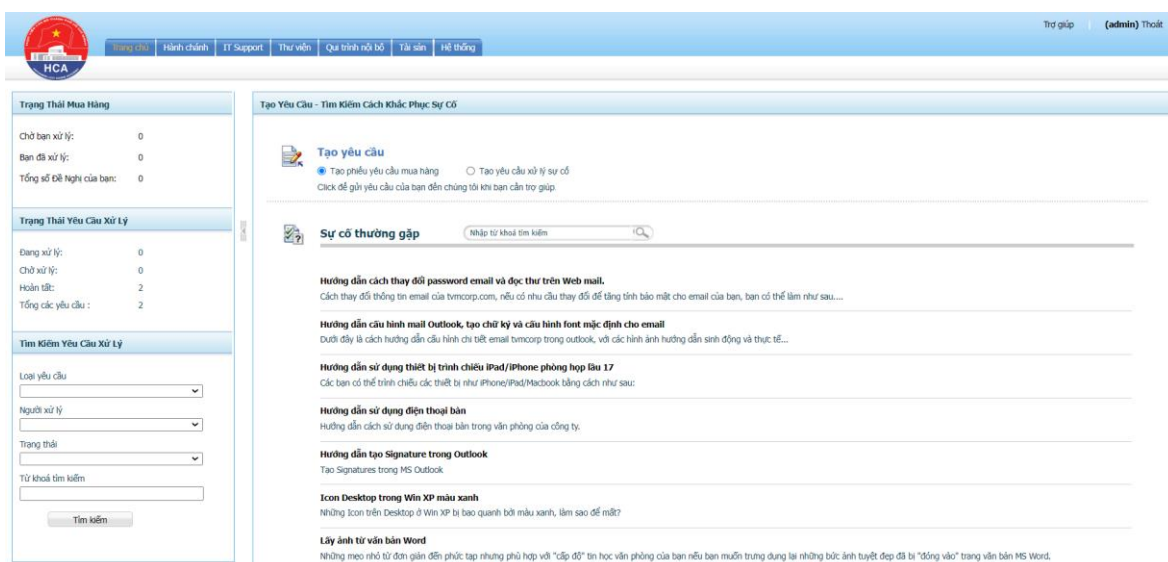 Trợ giúp (admin) Thoát
Trang chủ Hành chánh IT Support Thư viện Qui trình nội bộ Tài sản Hệ thống
HCA
Trạng Thái Mua Hàng
Chờ bạn xử lý: 0
Bạn đã xử lý: 0
Tổng số Đề Nghị của bạn: 0
Trạng Thái Yêu Cầu Xử Lý
Đang xử lý: 0
Chờ xử lý: 0
Hoàn tất: 2
Tổng các yêu cầu : 2
Tìm Kiếm Yêu Cầu Xử Lý
Loại yêu cầu
Người xử lý
Trạng thái
Từ khoá tìm kiếm
Tìm kiếm
Tạo Yêu Cầu - Tìm Kiếm Cách Khắc Phục Sự Cố
Tạo yêu cầu
Tạo phiếu yêu cầu mua hàng Tạo yêu cầu xử lý sự cố
Click để gửi yêu cầu của bạn đến chúng tôi khi bạn cần trợ giúp.
Sự cố thường gặp Nhập từ khoá tìm kiếm
Hướng dẫn cách thay đổi password email và đọc thư trên Web mail.
Cách thay đổi thông tin email của tvmcorp.com, nếu có nhu cầu thay đổi để tăng tính bảo mật cho email của bạn, bạn có thể làm như sau....
Hướng dẫn cấu hình mail Outlook, tạo chữ ký và cấu hình font mặc định cho email
Dưới đây là cách hướng dẫn cấu hình chi tiết email tvmcorp trong outlook, với các hình ảnh hướng dẫn sinh động và thực tế...
Hướng dẫn sử dụng thiết bị trình chiếu iPad/iPhone phòng họp lầu 17
Các bạn có thể trình chiếu các thiết bị như iPhone/iPad/Macbook bằng cách như sau:
Hướng dẫn sử dụng điện thoại bàn
Hướng dẫn cách sử dụng điện thoại bàn trong văn phòng của công ty.
Hướng dẫn tạo Signature trong Outlook
Tao Signatures trong MS Outlook
Icon Desktop trong Win XP màu xanh
Những Icon trên Desktop ở Win XP bị bao quanh bởi màu xanh, làm sao để mất?
Lấy ảnh từ văn bản Word
Những mẹo nhỏ từ đơn giản đến phức tạp nhưng phù hợp với "cấp độ" tin học văn phòng của bạn nếu bạn muốn trưng dụng lại những bức ảnh tuyệt đẹp đã bị "đóng vào" trang văn bản MS Word.